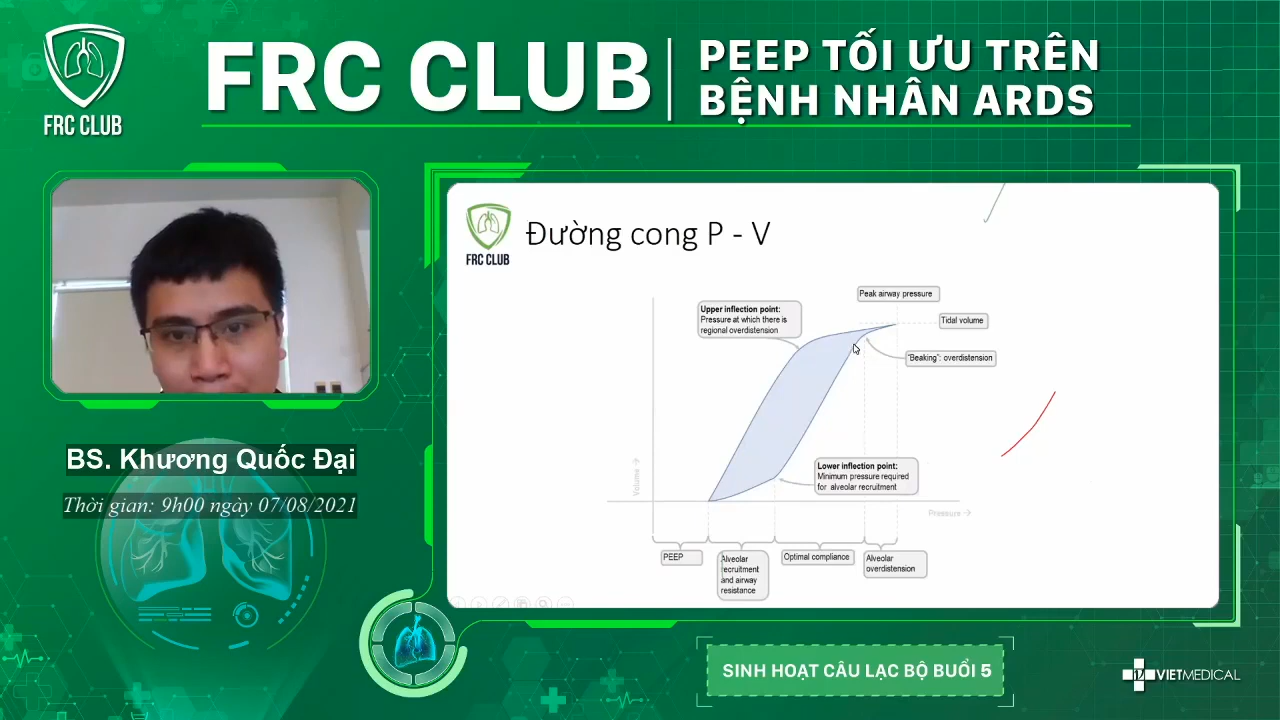 FRC CLUB
FRC CLUB
PEEP TỐI ƯU TRÊN
BỆNH NHÂN ARDS
BS. Khương Quốc Đại
Thời gian: 9h00 ngày 07/08/2021
FRC CLUB
Đường cong P - V
Peak airway pressure
Upper inflection point:
Pressure at which there is
regional overdistension
Tidal volume
"Beaking": overdistension
Lower inflection point:
Minimum pressure required
for alveolar recruitment
Volume →
Pressure →
PEEP
Alveolar
recruitment
and airway
resistance
Optimal compliance
Alveolar
overdistension
SINH HOẠT CÂU LẠC BỘ BUỔI 5
VIETMEDICAL